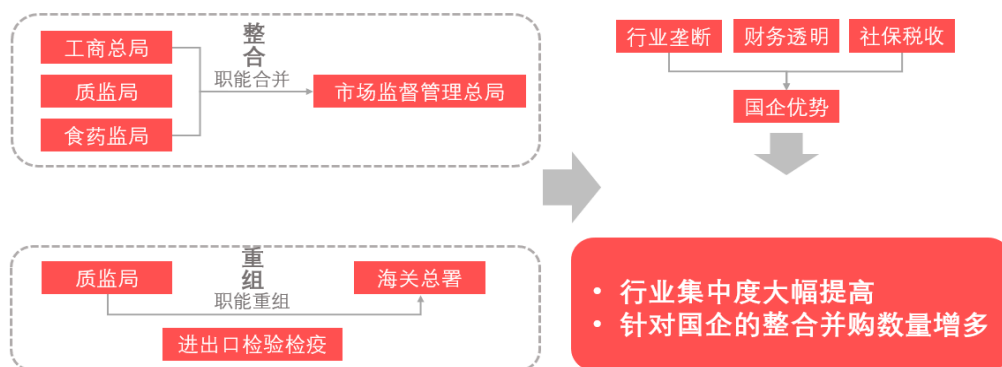 整
合
工商总局
质监局
食药监局
职能合并
市场监督管理总局
行业垄断
财务透明
社保税收
国企优势
重
组
质监局
职能重组
海关总署
进出口检验检疫
• 行业集中度大幅提高
• 针对国企的整合并购数量增多